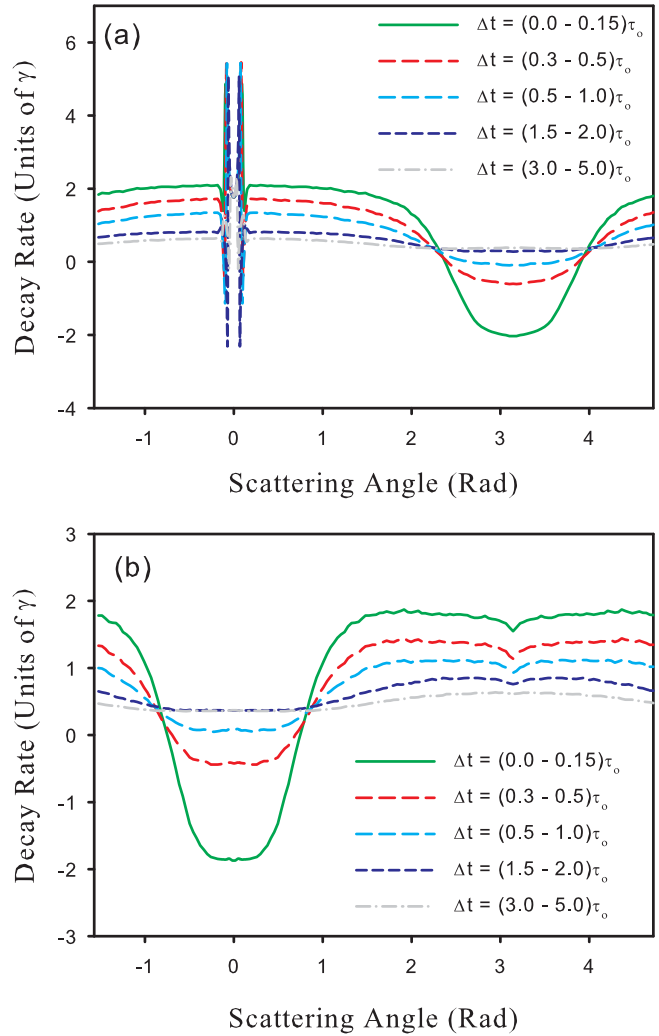 (a)
Δt = (0.0 - 0.15)τo
Δt = (0.3 - 0.5)τo
Δt = (0.5 - 1.0)τo
Δt = (1.5 - 2.0)τo
Δt = (3.0 - 5.0)τo
Decay Rate (Units of γ)
6
4
2
0
-2
-4
-1 0 1 2 3 4
Scattering Angle (Rad)
(b)
Decay Rate (Units of γ)
3
2
1
0
-1
-2
-3
Δt = (0.0 - 0.15)τo
Δt = (0.3 - 0.5)τo
Δt = (0.5 - 1.0)τo
Δt = (1.5 - 2.0)τo
Δt = (3.0 - 5.0)τo
-1 0 1 2 3 4
Scattering Angle (Rad)